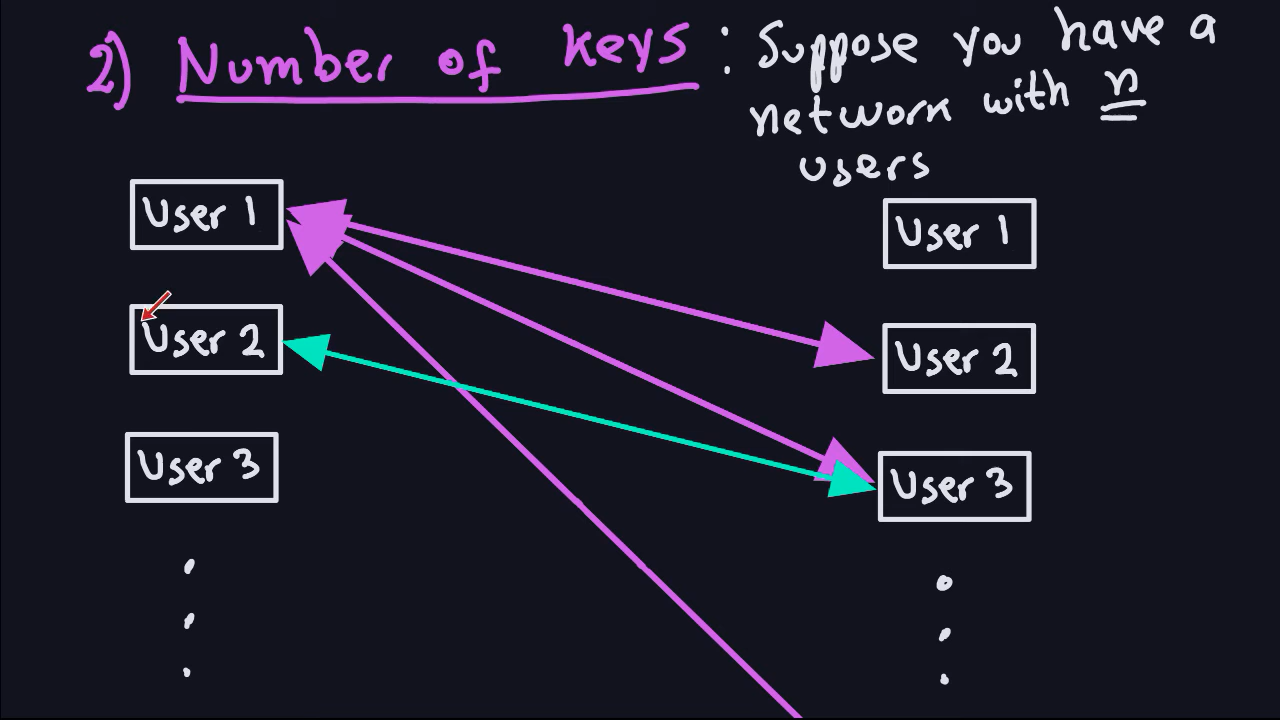 2) Number of keys : Suppose you have a
network with n
users
User 1
User 1
User 2
User 2
User 3
User 3